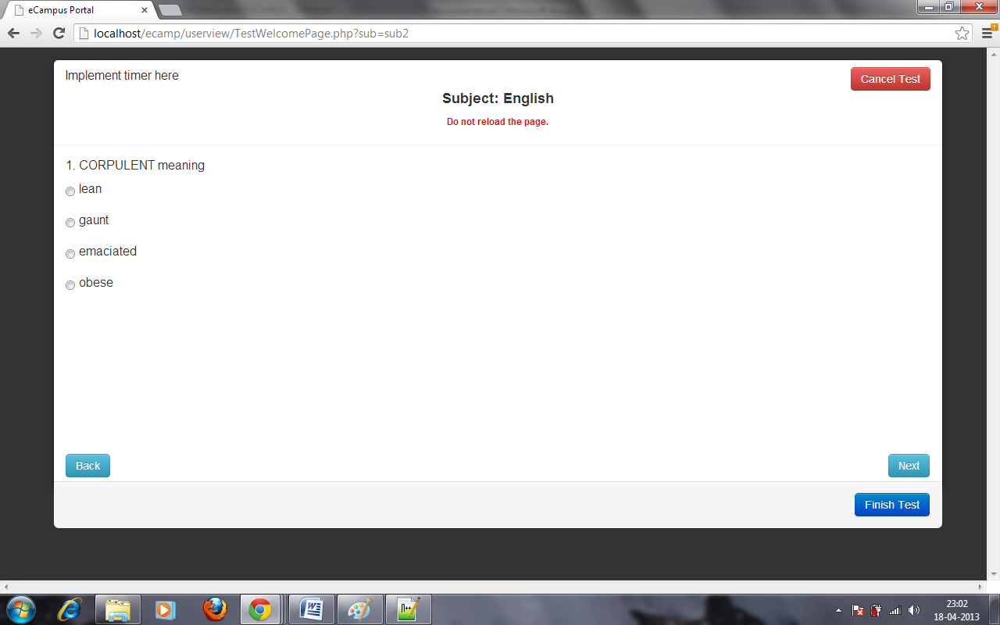 eCampus Portal
localhost/ecamp/userview/TestWelcomePage.php?sub=sub2
Implement timer here
Cancel Test
Subject: English
Do not reload the page.
1. CORPULENT meaning
lean
gaunt
emaciated
obese
Back
Next
Finish Test
23:02
18-04-2013